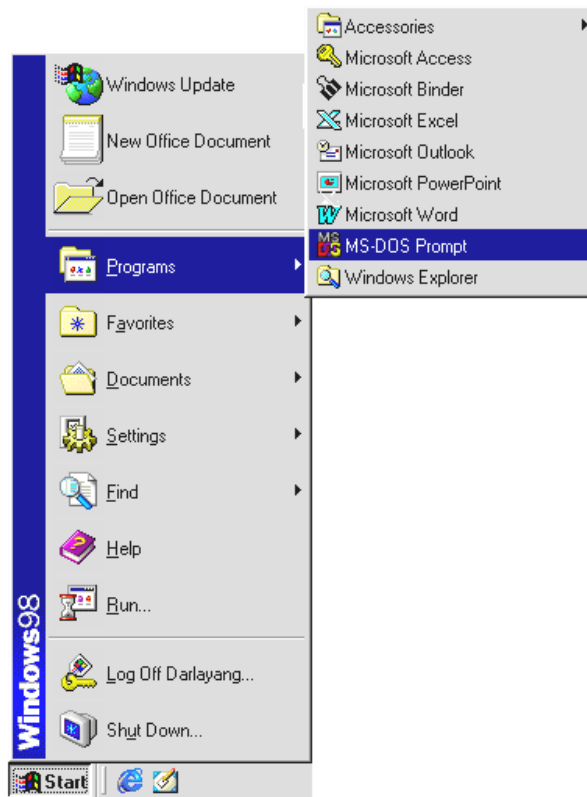 Windows Update
New Office Document
Open Office Document
Programs
Favorites
Documents
Settings
Find
Help
Run...
Log Off Darlayang...
Shut Down...
Windows98
Start
Accessories
Microsoft Access
Microsoft Binder
Microsoft Excel
Microsoft Outlook
Microsoft PowerPoint
Microsoft Word
MS-DOS Prompt
Windows Explorer